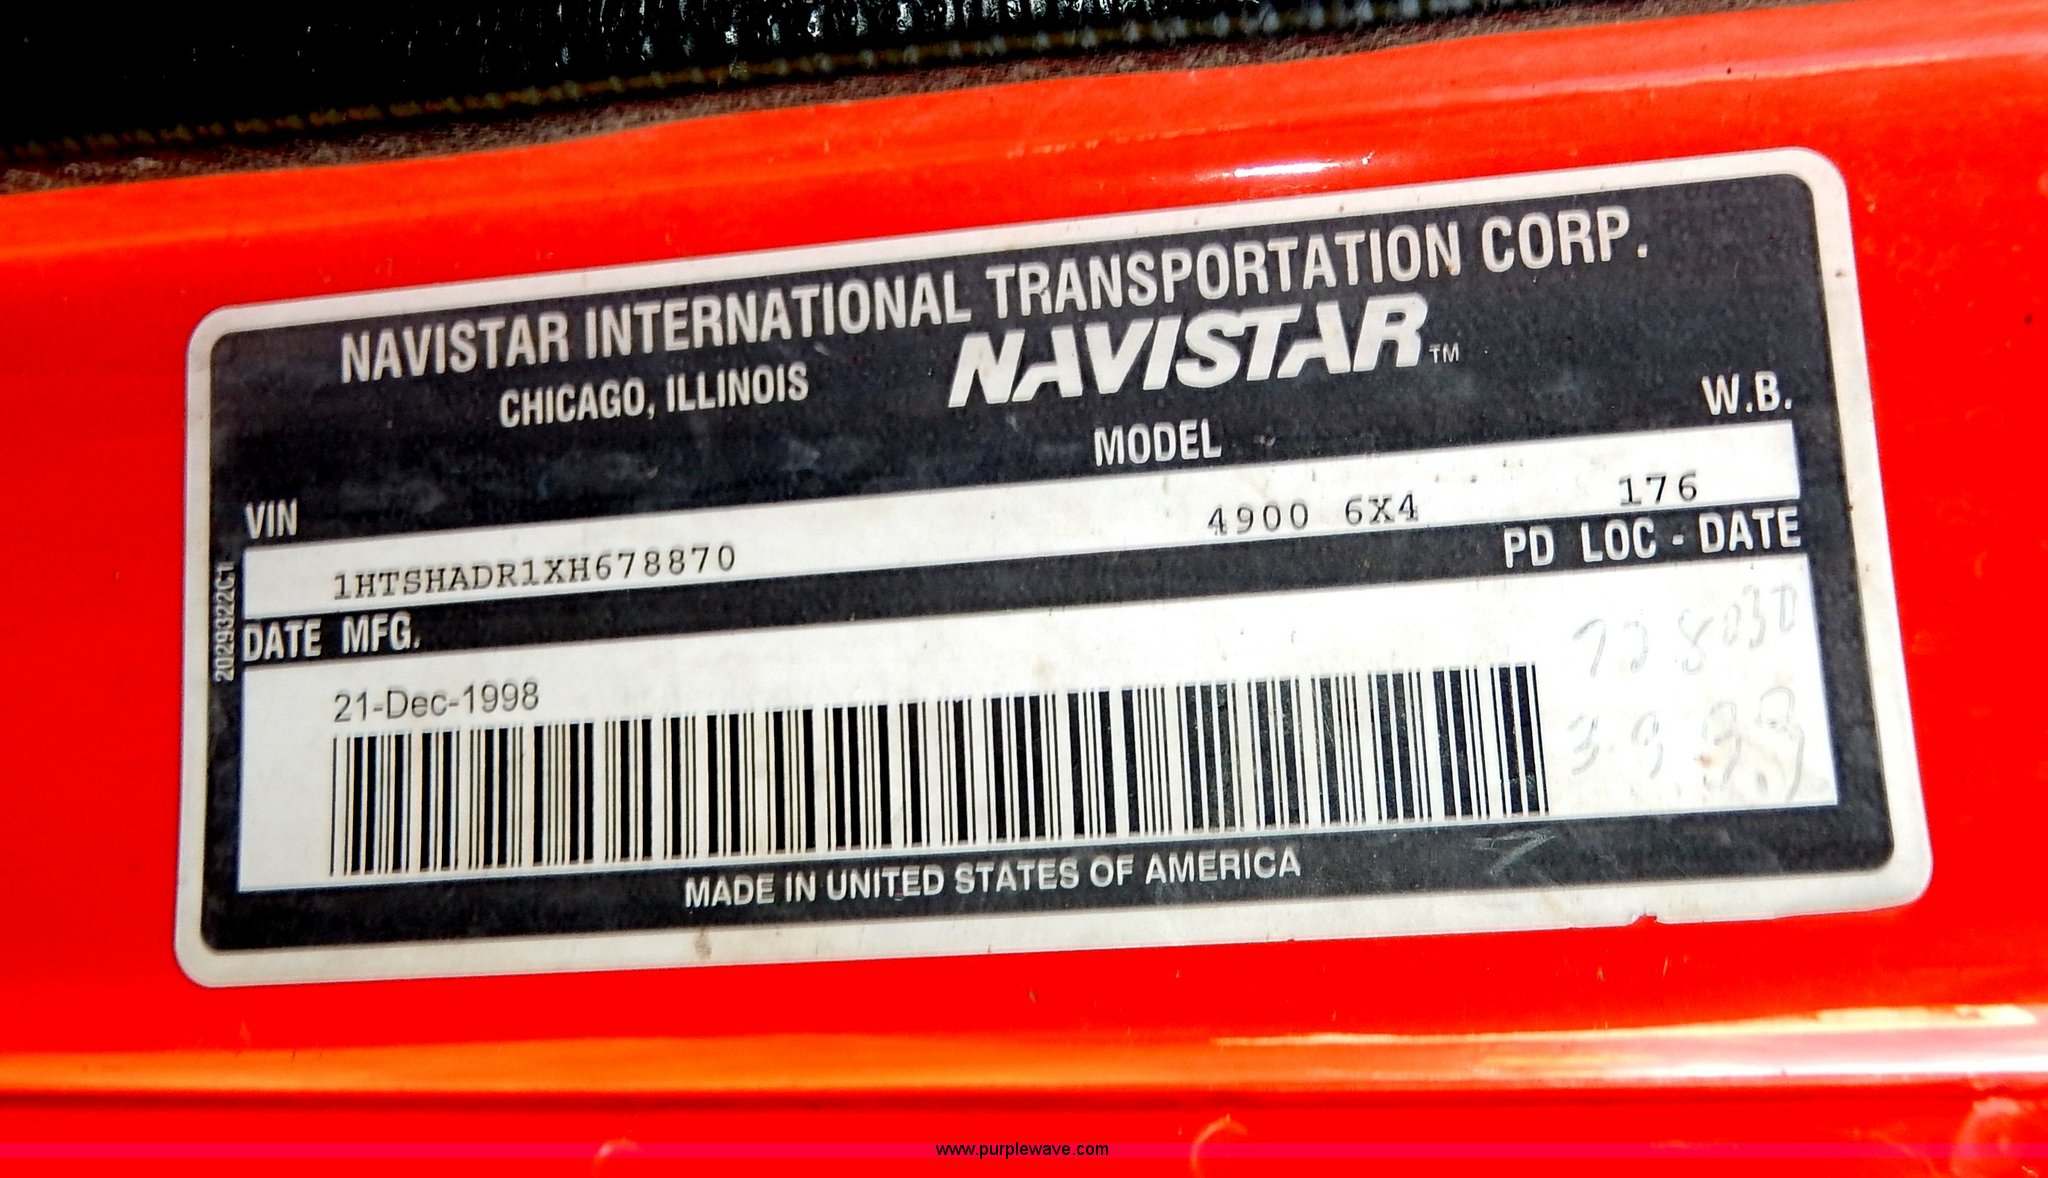 NAVISTAR INTERNATIONAL TRANSPORTATION CORP.
CHICAGO, ILLINOIS
NAVISTAR™
VIN
MODEL
W.B.
1HTSHADR1XH678870
4900 6X4
176
DATE MFG.
PD LOC - DATE
21-Dec-1998
2029322C1
MADE IN UNITED STATES OF AMERICA
www.purplewave.com